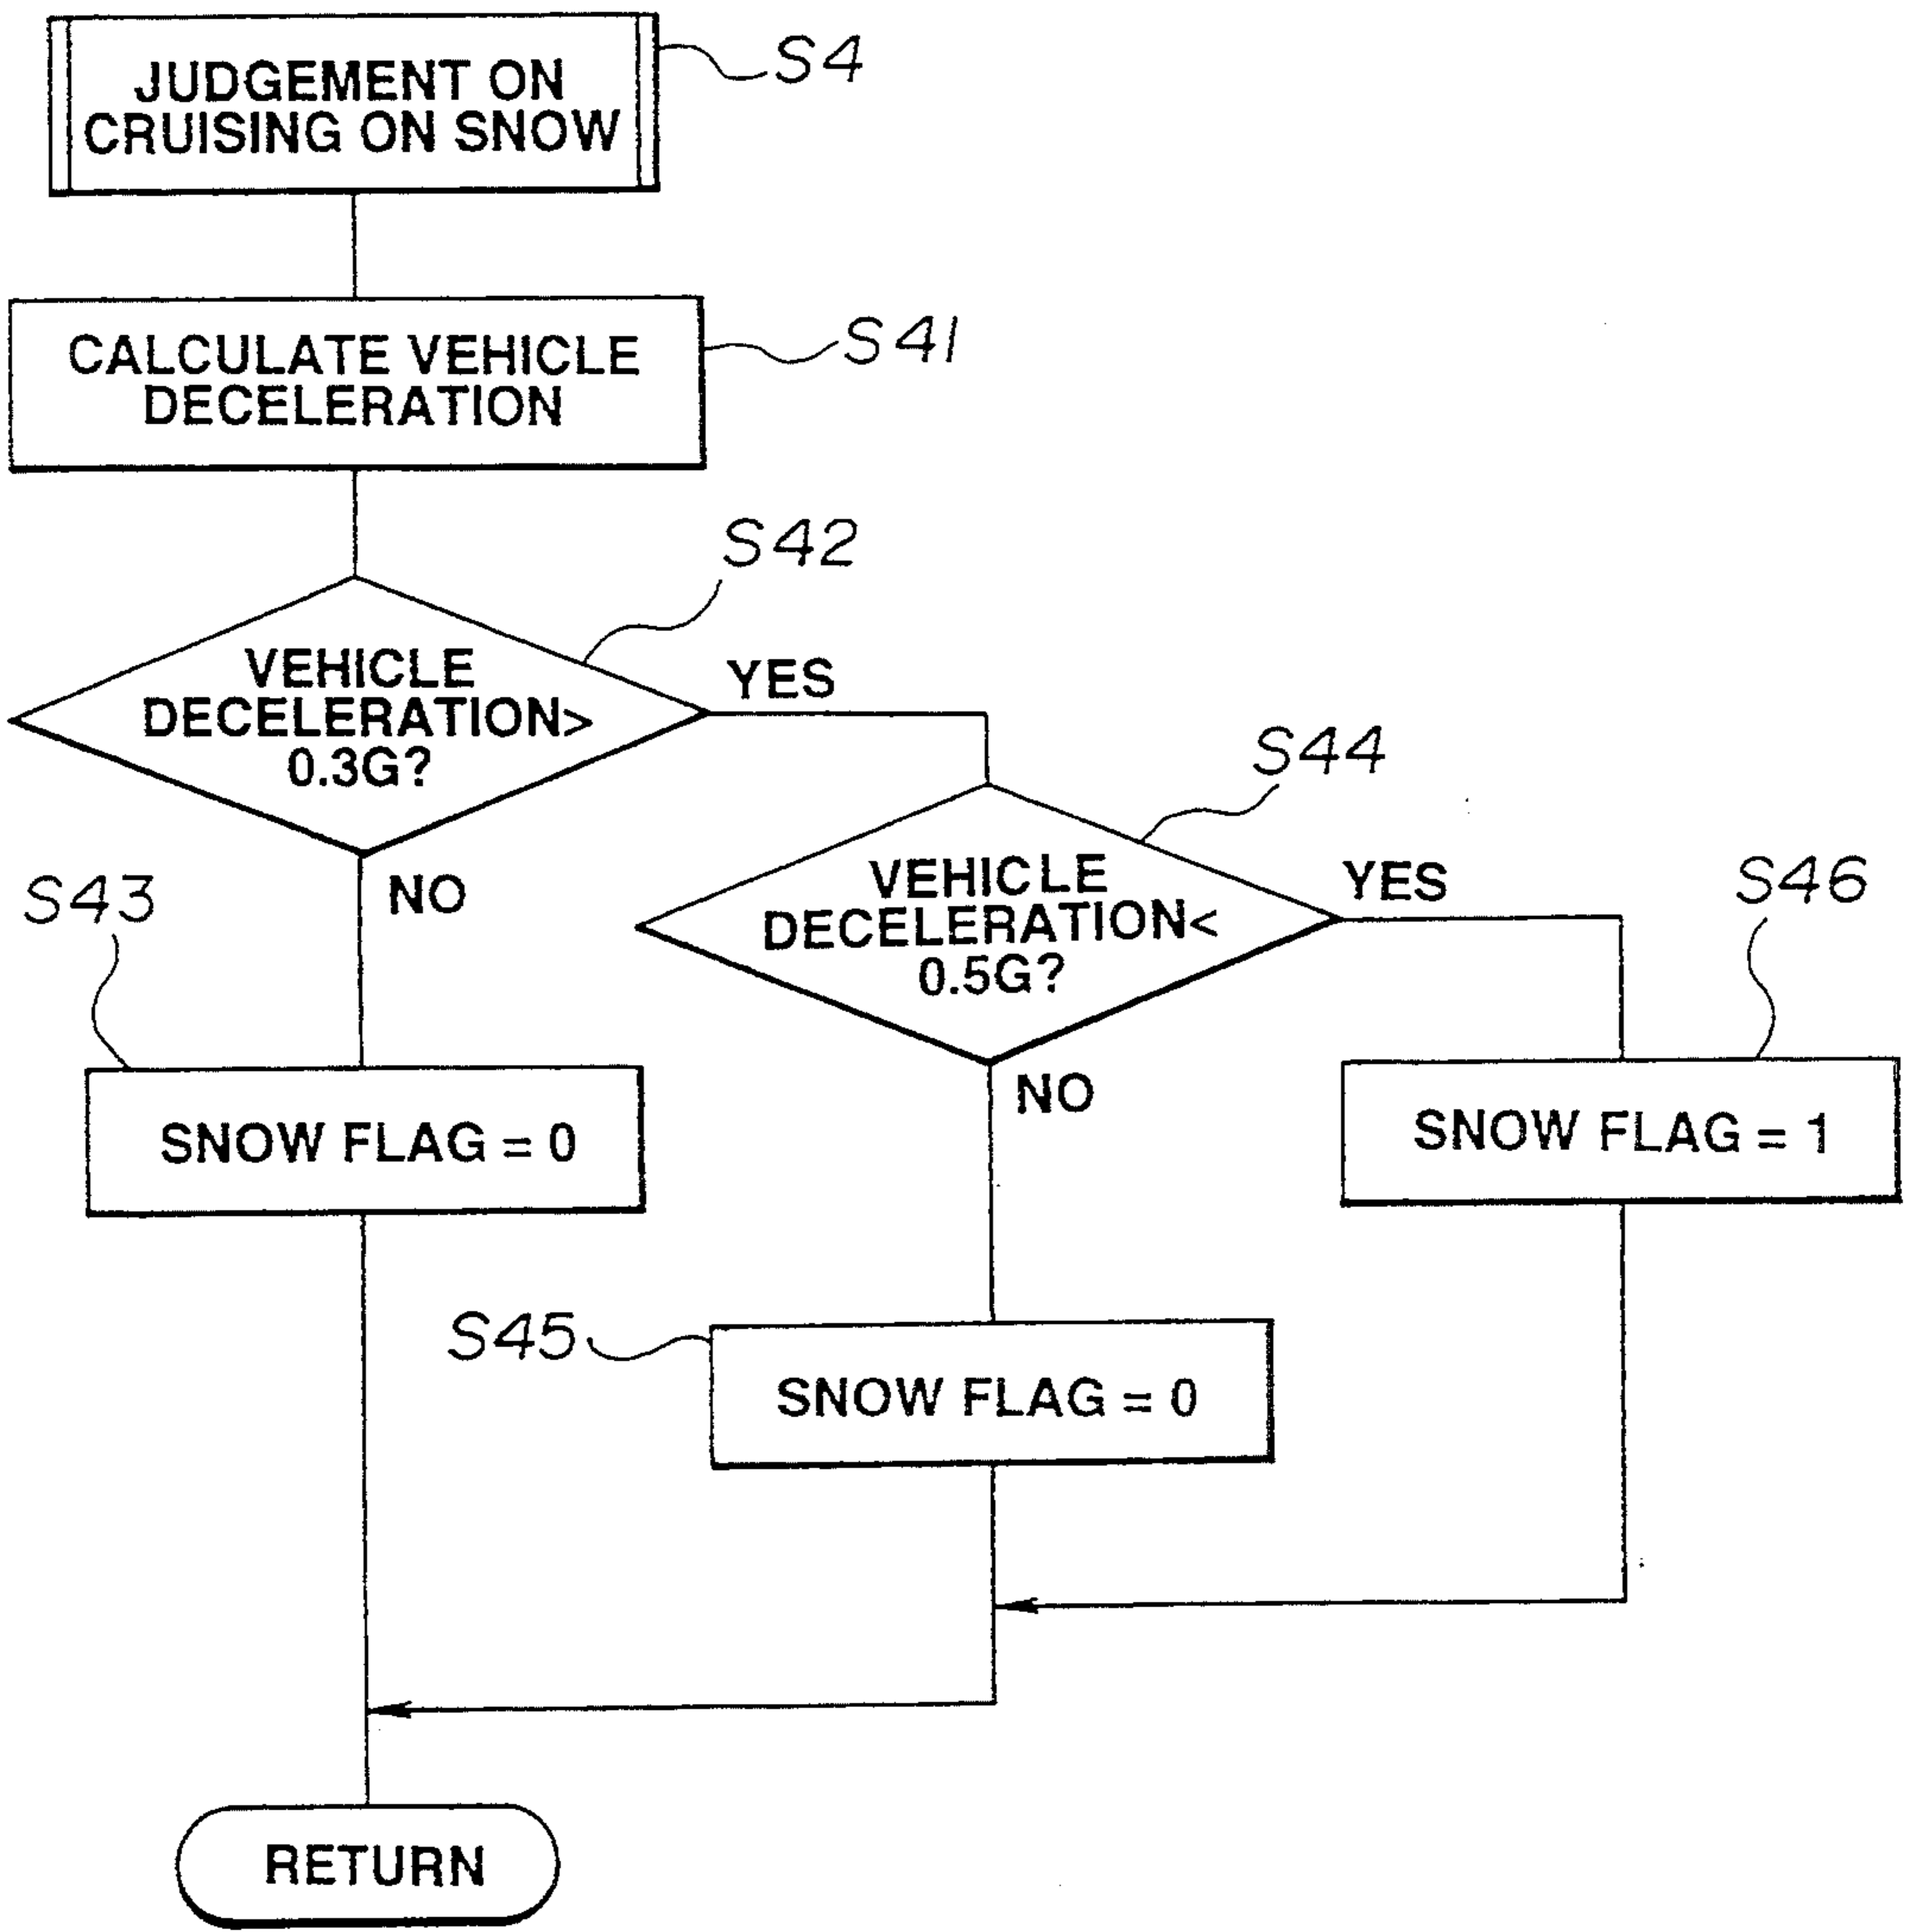 JUDGEMENT ON
CRUISING ON SNOW
S4
CALCULATE VEHICLE
DECELERATION
S41
S42
VEHICLE
DECELERATION>
0.3G?
YES
NO
S44
VEHICLE
DECELERATION<
0.5G?
YES
NO
S43
SNOW FLAG = 0
S46
SNOW FLAG = 1
S45
SNOW FLAG = 0
RETURN